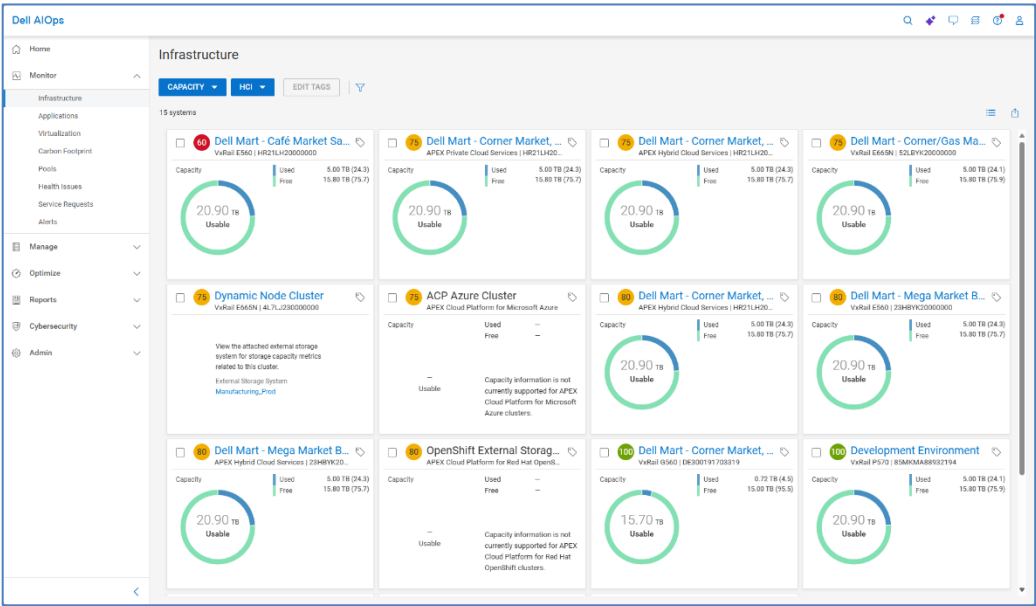 Dell AIOps
Home
Monitor
Infrastructure
Applications
Virtualization
Carbon Footprint
Pools
Health Issues
Service Requests
Alerts
Manage
Optimize
Reports
Cybersecurity
Admin
Infrastructure
CAPACITY
HCI
EDIT TAGS
15 systems
60 Dell Mart - Café Market Sa...
VxRail E560 | HR21LH20000000
Capacity
Used 5.00 TB (24.3)
Free 15.80 TB (75.7)
20.90 TB
Usable
75 Dell Mart - Corner Market, ...
APEX Private Cloud Services | HR21LH20...
Capacity
Used 5.00 TB (24.3)
Free 15.80 TB (75.7)
20.90 TB
Usable
75 Dell Mart - Corner Market, ...
APEX Hybrid Cloud Services | HR21LH20...
Capacity
Used 5.00 TB (24.3)
Free 15.80 TB (75.7)
20.90 TB
Usable
75 Dell Mart - Corner/Gas Ma...
VxRail E665N | 52LBYK20000000
Capacity
Used 5.00 TB (24.1)
Free 15.80 TB (75.9)
20.90 TB
Usable
75 Dynamic Node Cluster
VxRail E665N | 4L7LJ230000000
View the attached external storage
system for storage capacity metrics
related to this cluster.
External Storage System
Manufacturing_Prod
75 ACP Azure Cluster
APEX Cloud Platform for Microsoft Azure
Capacity
Used –
Free –
–
Usable
Capacity information is not
currently supported for APEX
Cloud Platform for Microsoft
Azure clusters.
80 Dell Mart - Corner Market, ...
APEX Hybrid Cloud Services | HR21LH20...
Capacity
Used 5.00 TB (24.3)
Free 15.80 TB (75.7)
20.90 TB
Usable
80 Dell Mart - Mega Market B...
VxRail E560 | 23HBYK20000000
Capacity
Used 5.00 TB (24.3)
Free 15.80 TB (75.7)
20.90 TB
Usable
80 Dell Mart - Mega Market B...
APEX Hybrid Cloud Services | 23HBYK20...
Capacity
Used 5.00 TB (24.3)
Free 15.80 TB (75.7)
20.90 TB
Usable
80 OpenShift External Storag...
APEX Cloud Platform for Red Hat OpenS...
Capacity
Used –
Free –
–
Usable
Capacity information is not
currently supported for APEX
Cloud Platform for Red Hat
OpenShift clusters.
100 Dell Mart - Corner Market, ...
VxRail G560 | DE300191703319
Capacity
Used 0.72 TB (4.5)
Free 15.00 TB (95.5)
15.70 TB
Usable
100 Development Environment
VxRail P570 | 85MKMA88932194
Capacity
Used 5.00 TB (24.1)
Free 15.80 TB (75.9)
20.90 TB
Usable